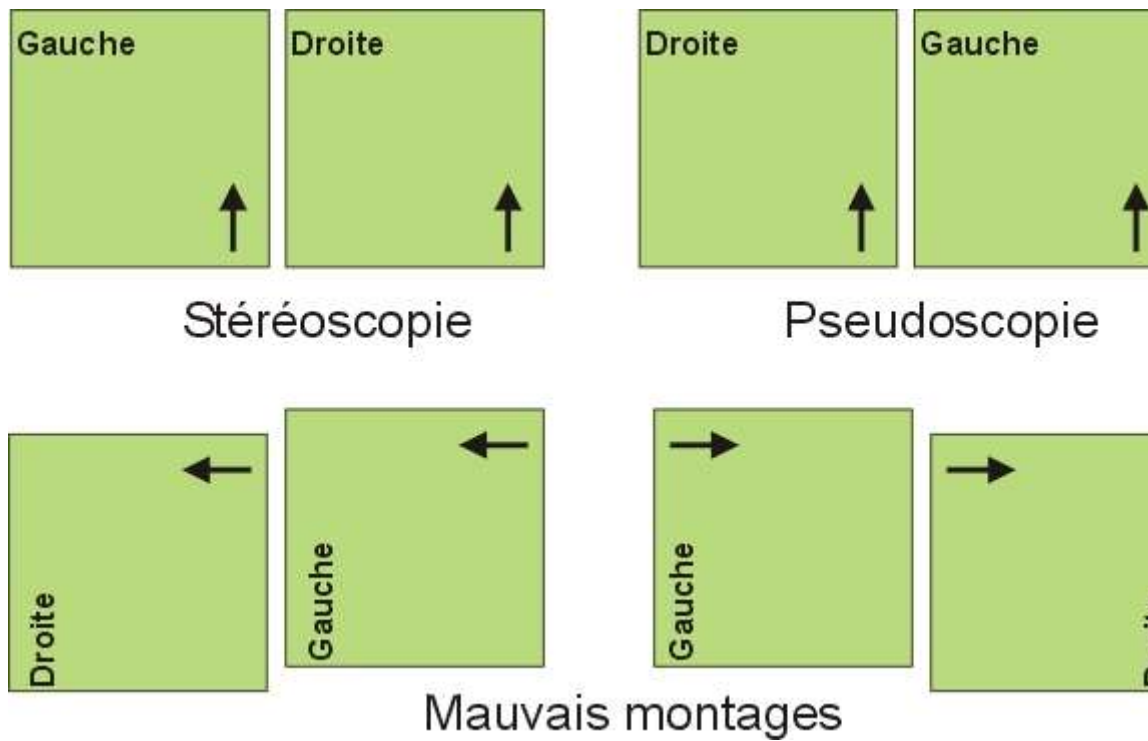 Gauche Droite Droite Gauche
Stéréoscopie Pseudoscopie
Droite Gauche Gauche
Mauvais montages